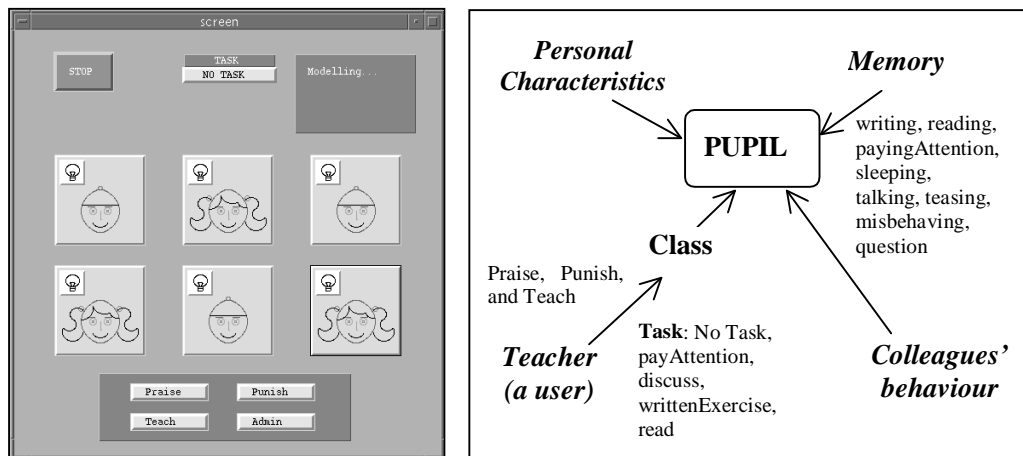 screen
STOP
TASK
NO TASK
Modelling...
Praise
Punish
Teach
Admin
Personal
Characteristics
Memory
PUPIL
writing, reading,
payingAttention,
sleeping,
talking, teasing,
misbehaving,
question
Class
Praise, Punish,
and Teach
Teacher
(a user)
Task: No Task,
payAttention,
discuss,
writtenExercise,
read
Colleagues'
behaviour